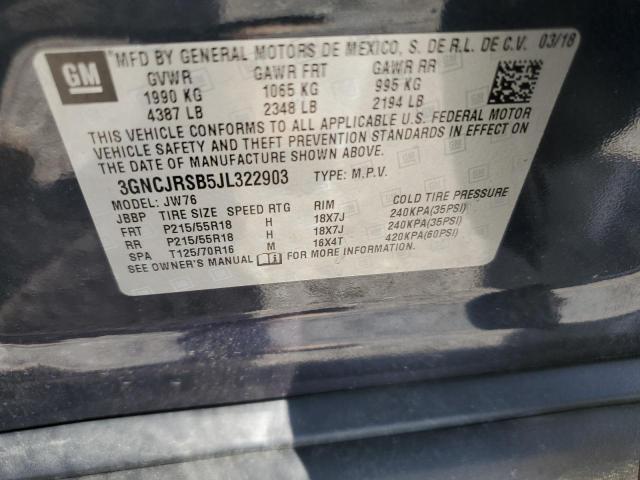 GM
*MFD BY GENERAL MOTORS DE MEXICO, S. DE R.L. DE C.V. 03/18
GVWR GAWR FRT GAWR RR
1990 KG 1065 KG 995 KG
4387 LB 2348 LB 2194 LB
THIS VEHICLE CONFORMS TO ALL APPLICABLE U.S. FEDERAL MOTOR
VEHICLE SAFETY AND THEFT PREVENTION STANDARDS IN EFFECT ON
THE DATE OF MANUFACTURE SHOWN ABOVE.
3GNCJRSB5JL322903 TYPE: M.P.V.
MODEL: JW76
JBBP TIRE SIZE SPEED RTG RIM COLD TIRE PRESSURE
FRT P215/55R18 H 18X7J 240KPA(35PSI)
RR P215/55R18 H 18X7J 240KPA(35PSI)
SPA T125/70R16 M 16X4T 420KPA(60PSI)
SEE OWNER'S MANUAL FOR MORE INFORMATION.